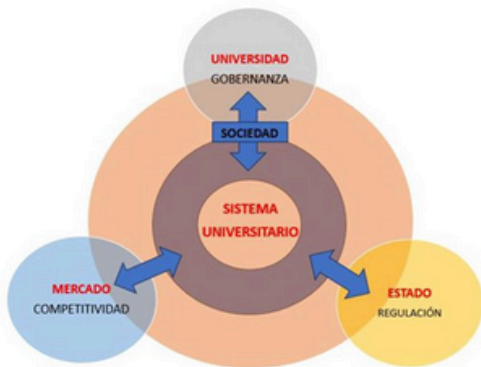 UNIVERSIDAD
GOBERNANZA
SOCIEDAD
SISTEMA
UNIVERSITARIO
MERCADO
COMPETITIVIDAD
ESTADO
REGULACIÓN